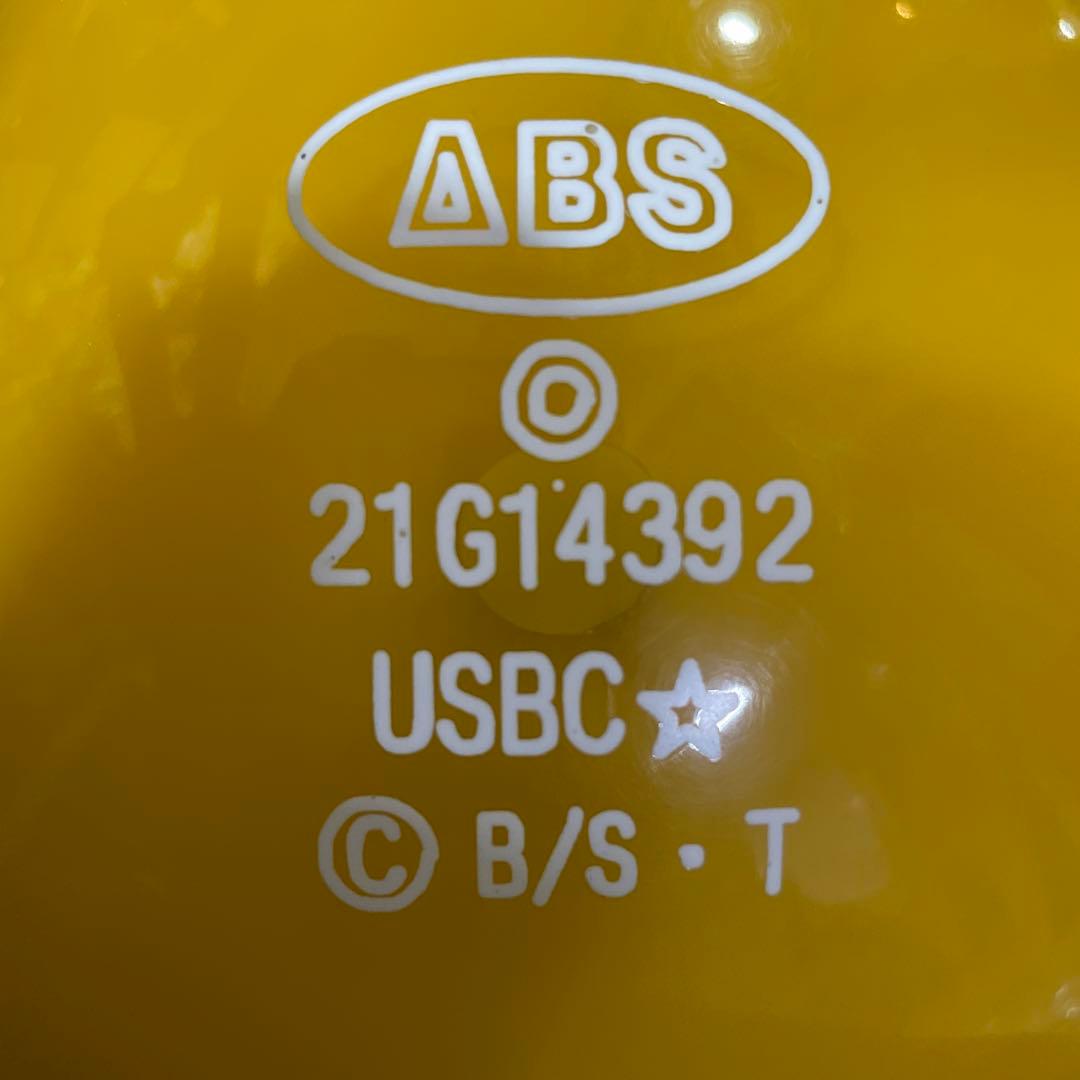 ABS
◎
21G14392
USBC☆
© B/S · T